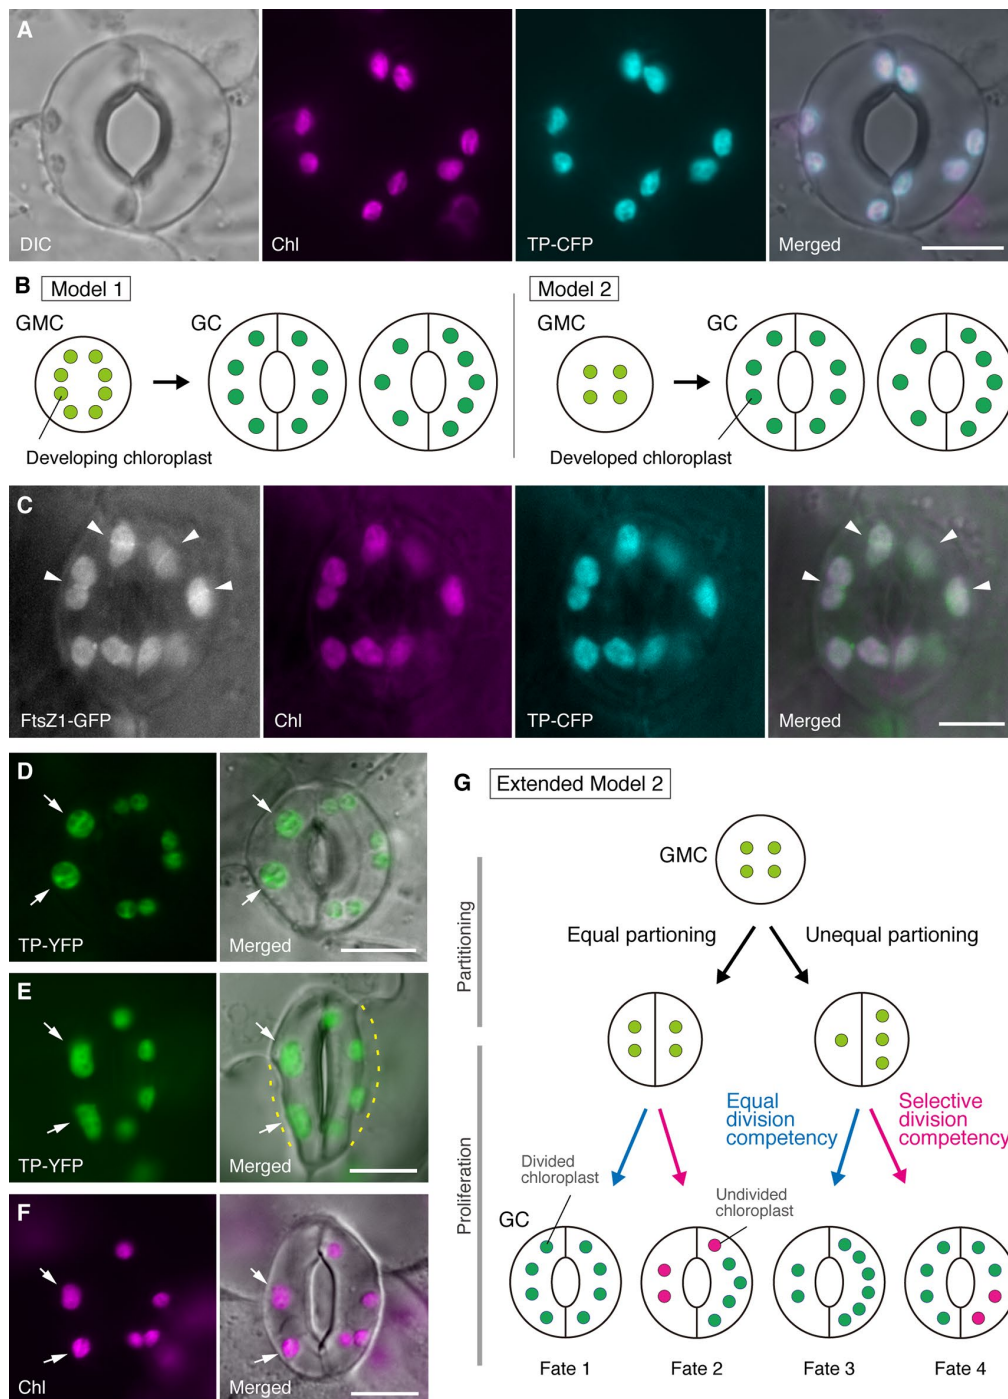 A
DIC
Chl
TP-CFP
Merged
B
Model 1
Model 2
GMC
GC
GMC
GC
Developing chloroplast
Developed chloroplast
C
FtsZ1-GFP
Chl
TP-CFP
Merged
D
TP-YFP
Merged
E
TP-YFP
Merged
F
Chl
Merged
G
Extended Model 2
Partitioning
GMC
Equal partioning
Unequal partioning
Proliferation
Equal
division
competency
Selective
division
competency
Divided
chloroplast
Undivided
chloroplast
GC
Fate 1
Fate 2
Fate 3
Fate 4